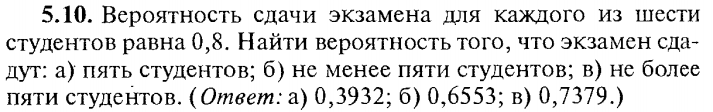 5.10. Вероятность сдачи экзамена для каждого из шести
студентов равна 0,8. Найти вероятность того, что экзамен сда-
дут: а) пять студентов; б) не менее пяти студентов; в) не более
пяти студентов. (Ответ: а) 0,3932; б) 0,6553; в) 0,7379.)